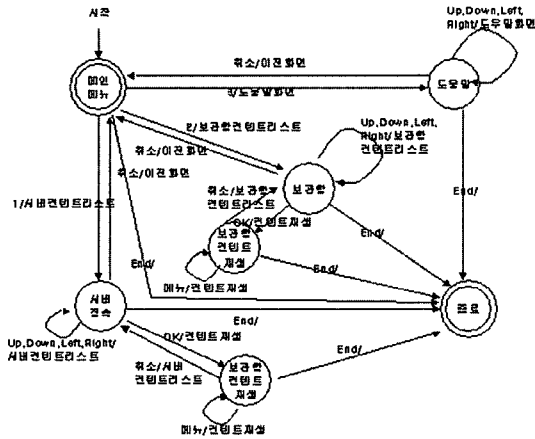 시작
Up,Down,Left,
Right/도움말화면
취소/이전화면
메인
메뉴
3/도움말화면
도움말
2/보관함컨텐트리스트
취소/이전화면
취소/이전화면
Up,Down,Left,
Right/보관함
컨텐트리스트
보관함
1/서버컨텐트리스트
취소/보관함
컨텐트리스트
OK/컨텐트재생
End/
End/
보관함
컨텐트
재생
End/
End/
메뉴/컨텐트재생
서버
접속
종료
End/
Up,Down,Left,Right/
서버컨텐트리스트
OK/컨텐트재생
취소/서버
컨텐트리스트
End/
보관함
컨텐트
재생
메뉴/컨텐트재생